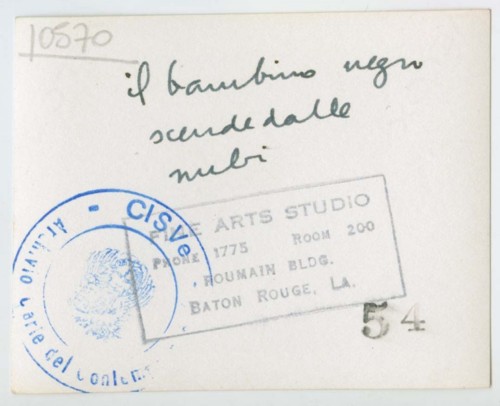 10570
il bambino negro
scende dalle
nubi
FINE ARTS STUDIO
PHONE 1775 ROOM 200
ROUMAIN BLDG.
BATON ROUGE, LA.
54
- CISVe
Archivio Carte del Contem